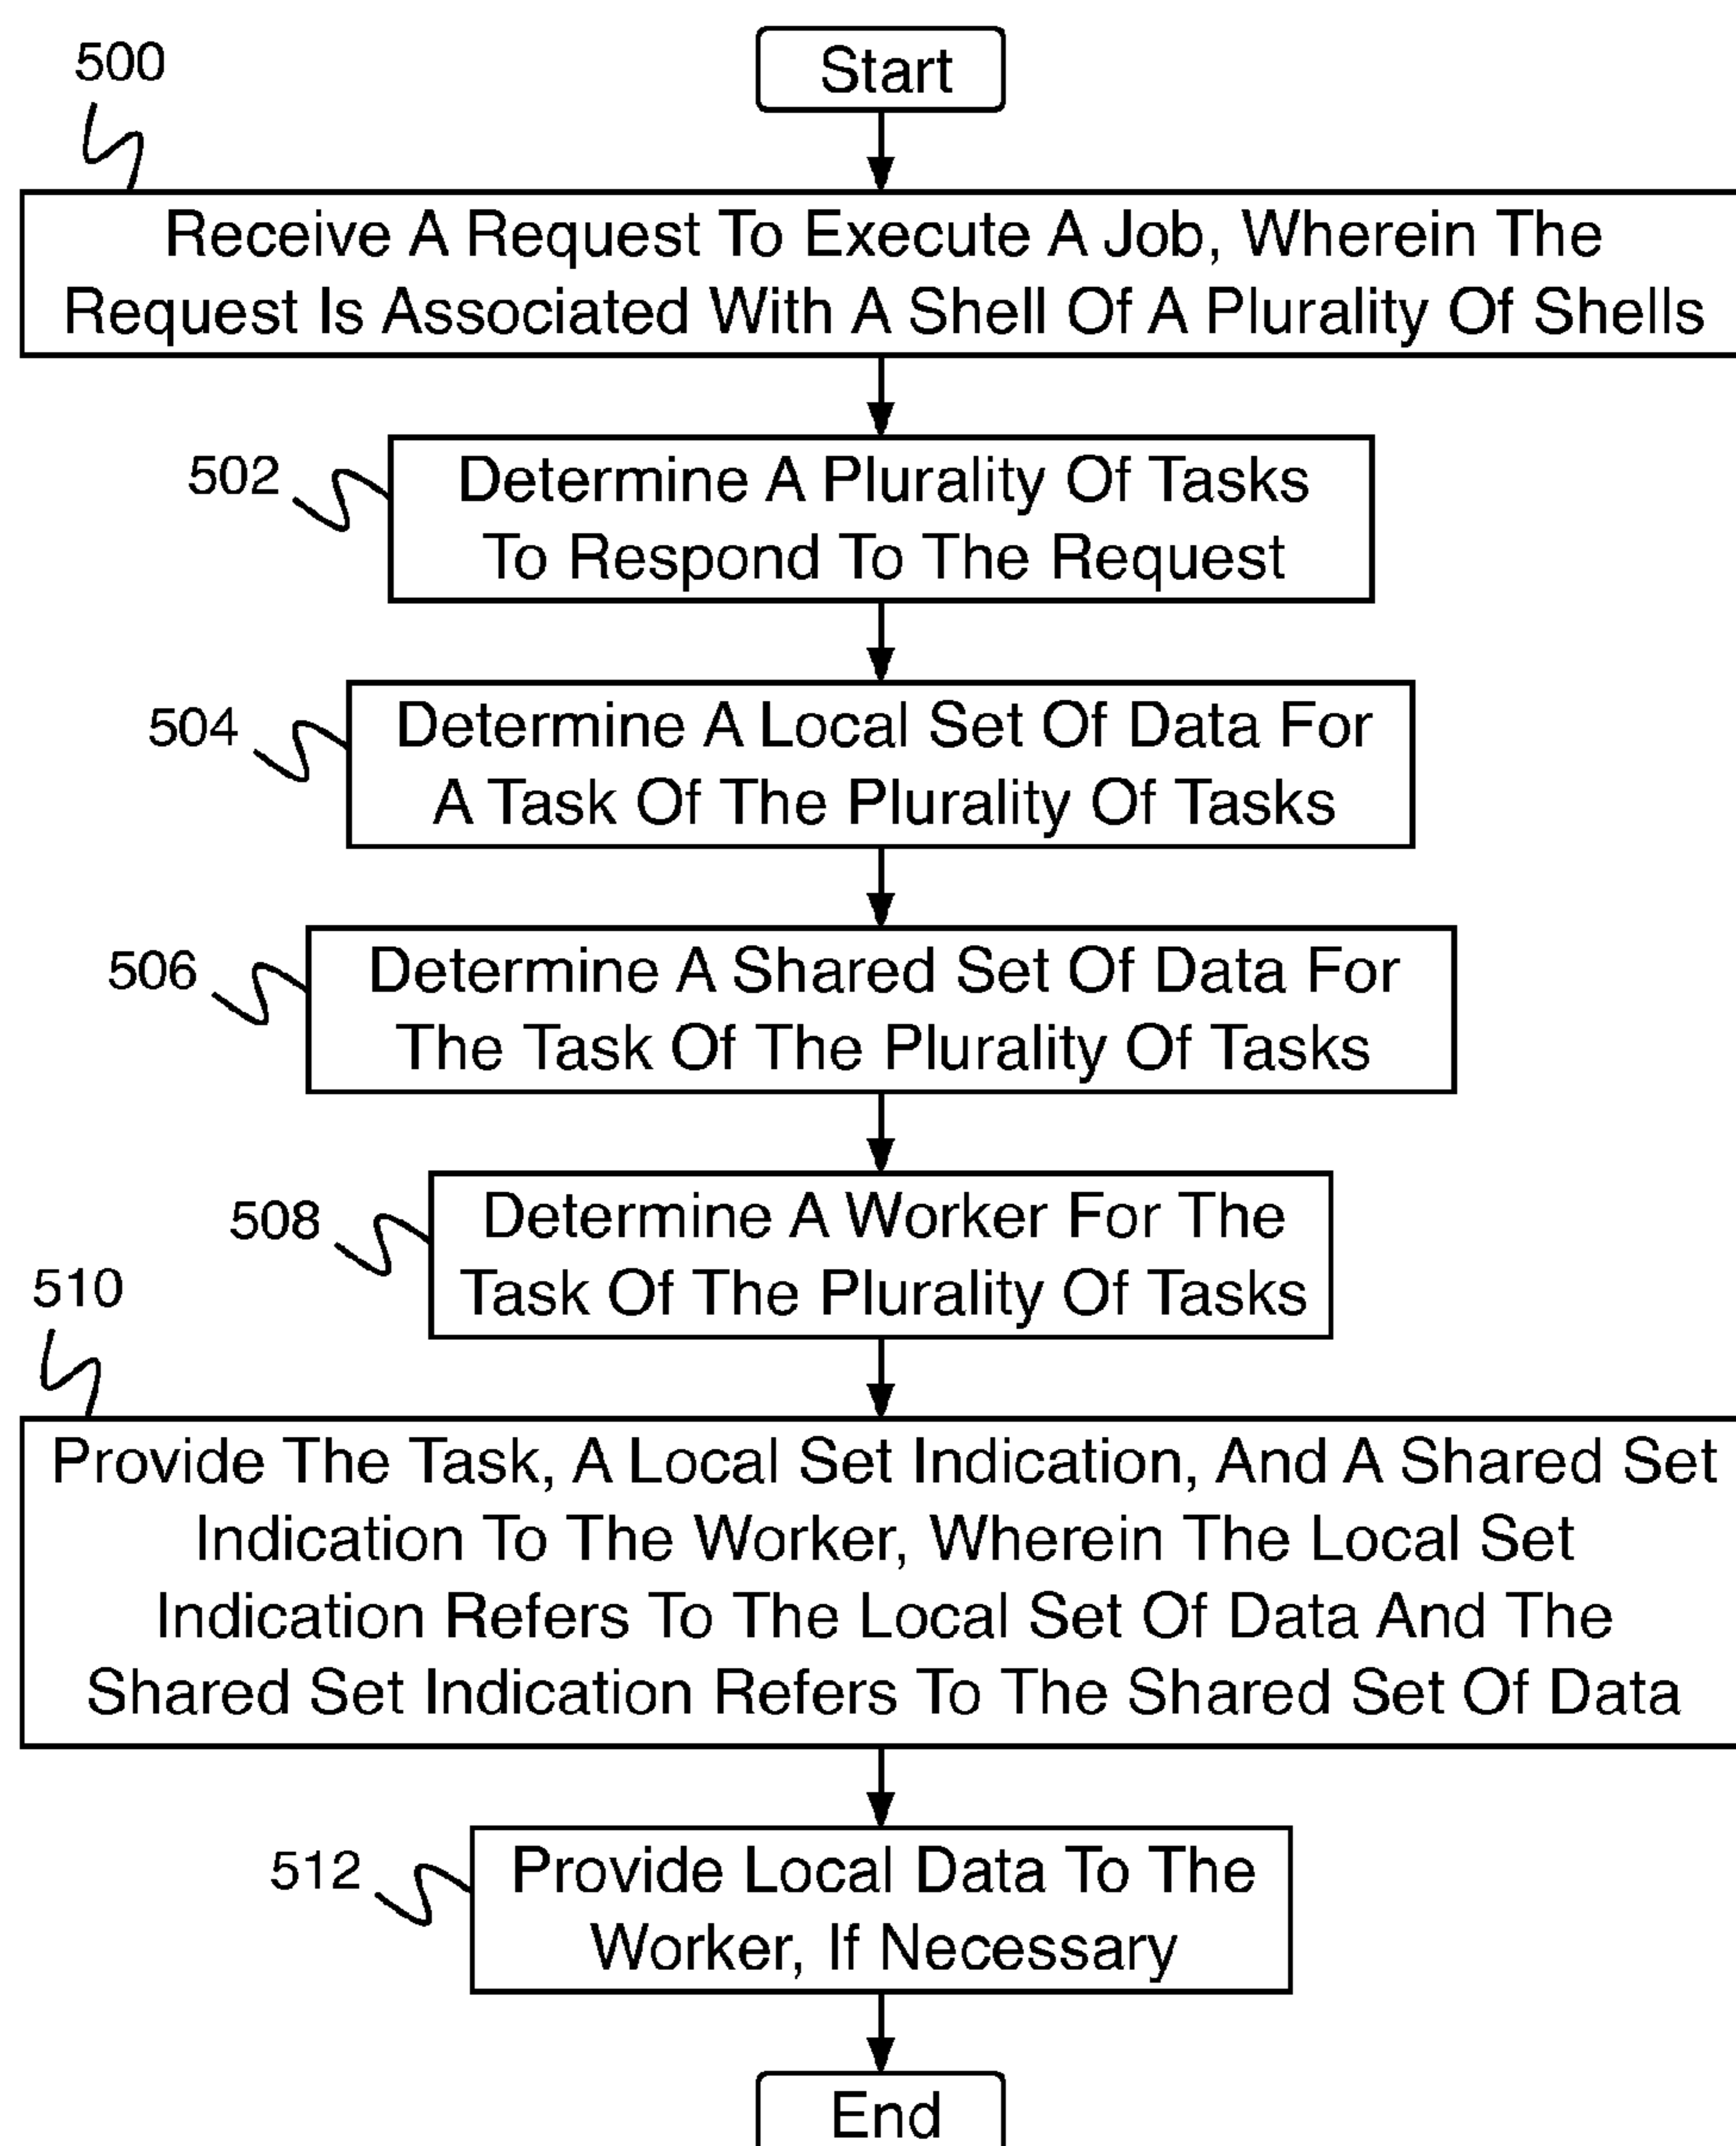 Start
500
Receive A Request To Execute A Job, Wherein The
Request Is Associated With A Shell Of A Plurality Of Shells
502
Determine A Plurality Of Tasks
To Respond To The Request
504
Determine A Local Set Of Data For
A Task Of The Plurality Of Tasks
506
Determine A Shared Set Of Data For
The Task Of The Plurality Of Tasks
508
Determine A Worker For The
Task Of The Plurality Of Tasks
510
Provide The Task, A Local Set Indication, And A Shared Set
Indication To The Worker, Wherein The Local Set
Indication Refers To The Local Set Of Data And The
Shared Set Indication Refers To The Shared Set Of Data
512
Provide Local Data To The
Worker, If Necessary
End